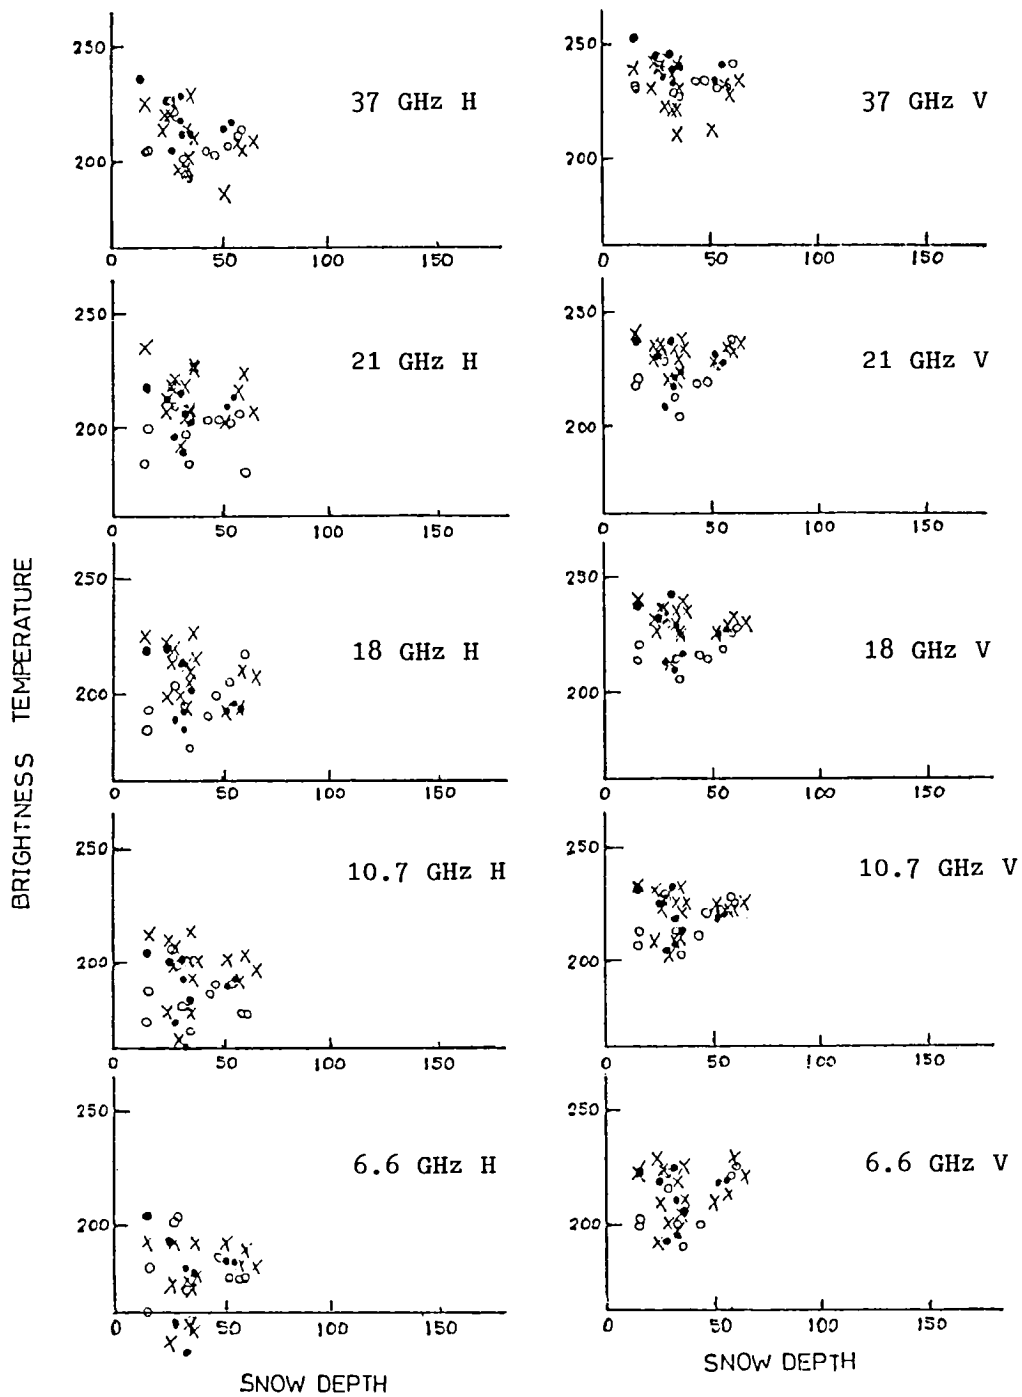 250
200
37 GHz H
0 50 100 150
250
200
37 GHz V
0 50 100 150
250
200
21 GHz H
0 50 100 150
250
200
21 GHz V
0 50 100 150
250
200
18 GHz H
0 50 100 150
250
200
18 GHz V
0 50 100 150
250
200
10.7 GHz H
0 50 100 150
250
200
10.7 GHz V
0 50 100 150
250
200
6.6 GHz H
0 50 100 150
250
200
6.6 GHz V
0 50 100 150
BRIGHTNESS TEMPERATURE
SNOW DEPTH
SNOW DEPTH